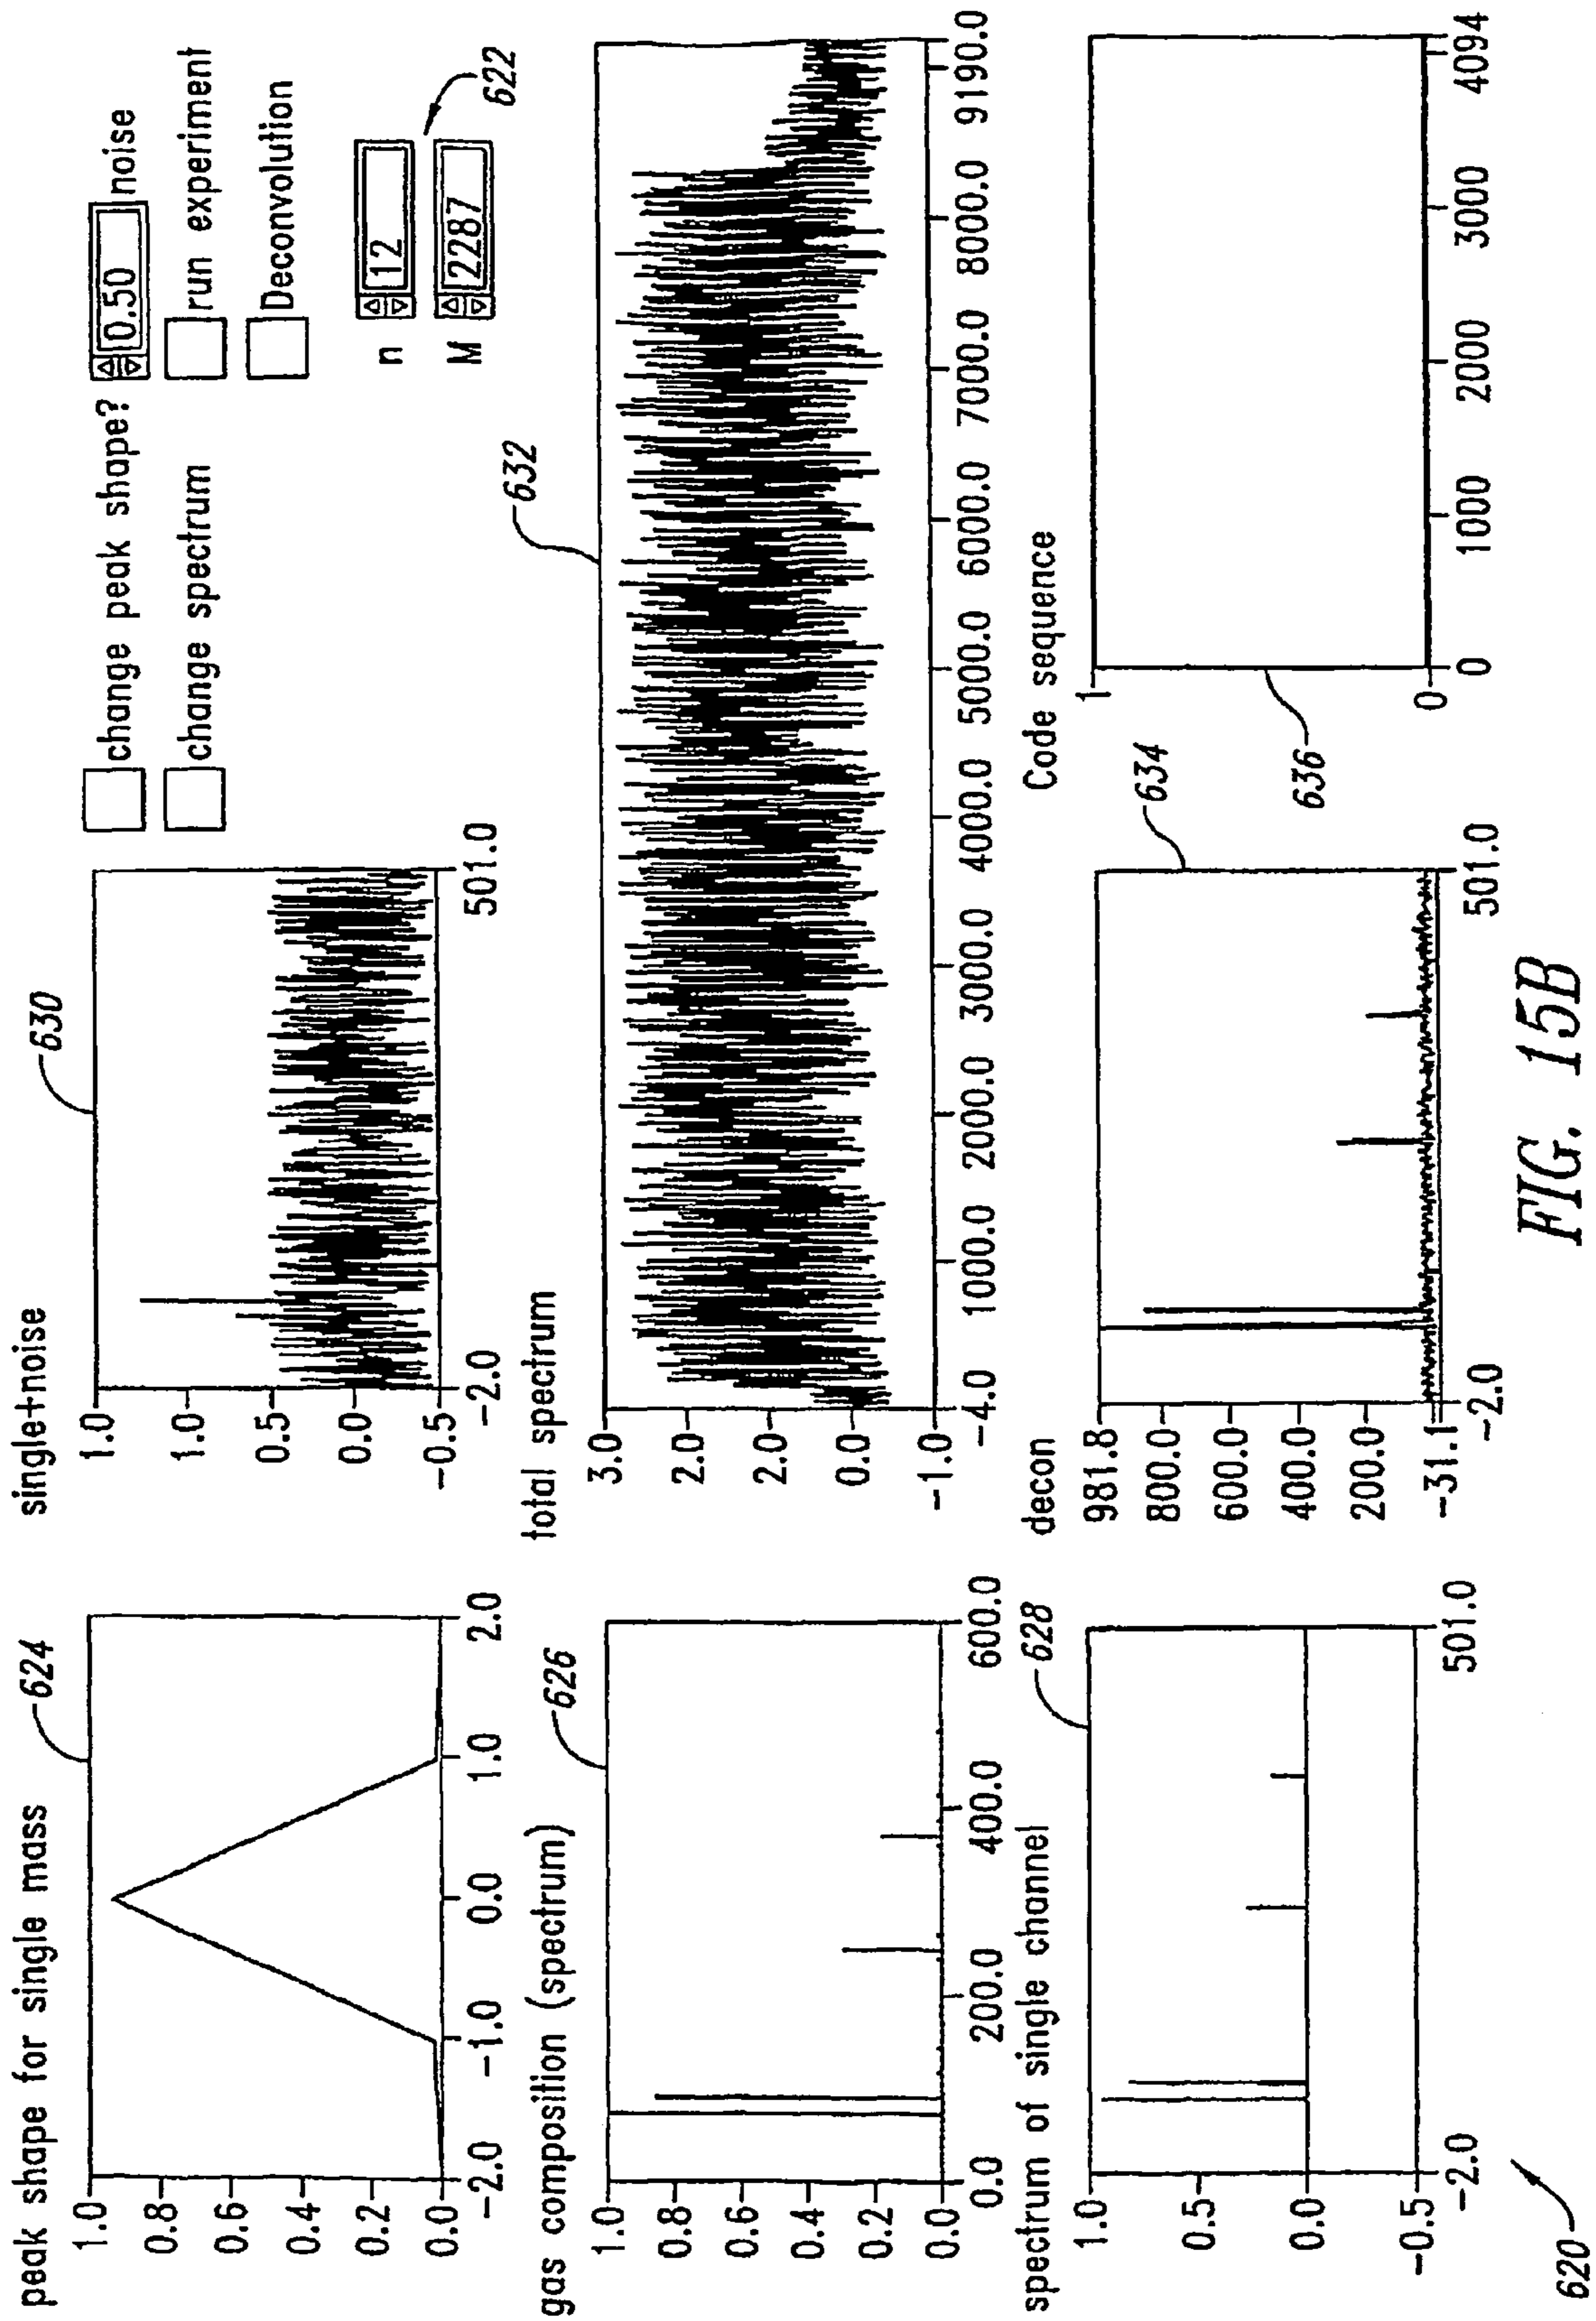 peak shape for single mass
624
1.0
0.8
0.6
0.4
0.2
0.0
-2.0 -1.0 0.0 1.0 2.0
single+noise
630
1.0
1.0
0.5
0.0
-0.5
-2.0 501.0
change peak shape?
change spectrum
0.50 noise
run experiment
Deconvolution
n 12
M 2287
622
gas composition (spectrum)
626
1.0
0.8
0.6
0.4
0.2
0.0
0.0 200.0 400.0 600.0
total spectrum
632
3.0
2.0
2.0
0.0
-1.0
-4.0 1000.0 2000.0 3000.0 4000.0 5000.0 6000.0 7000.0 8000.0 9190.0
spectrum of single channel
628
1.0
0.5
0.0
-0.5
-2.0 501.0
decon
634
981.8
800.0
600.0
400.0
200.0
-31.1
-2.0 501.0
Code sequence
636
1
0
0 1000 2000 3000 4094
620
FIG. 15B